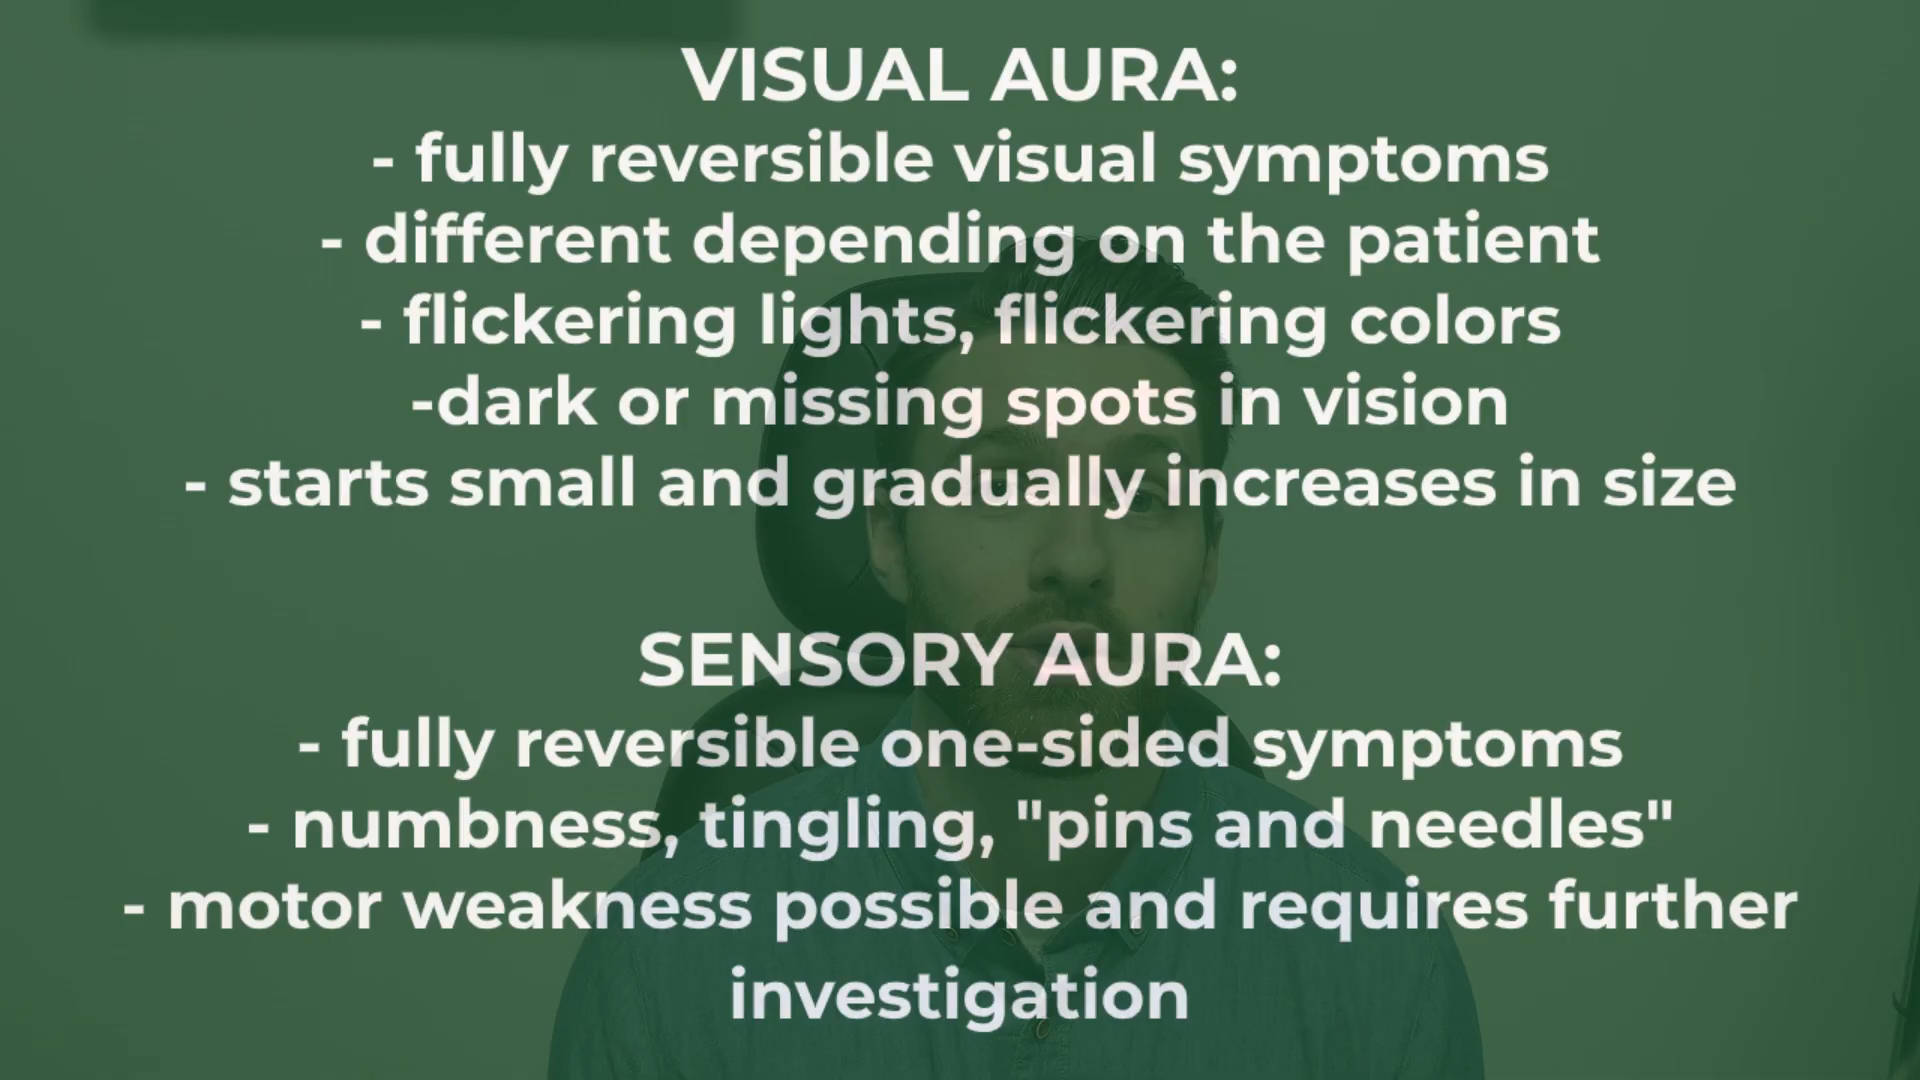 VISUAL AURA:
- fully reversible visual symptoms
- different depending on the patient
- flickering lights, flickering colors
-dark or missing spots in vision
- starts small and gradually increases in size
SENSORY AURA:
- fully reversible one-sided symptoms
- numbness, tingling, "pins and needles"
- motor weakness possible and requires further
investigation